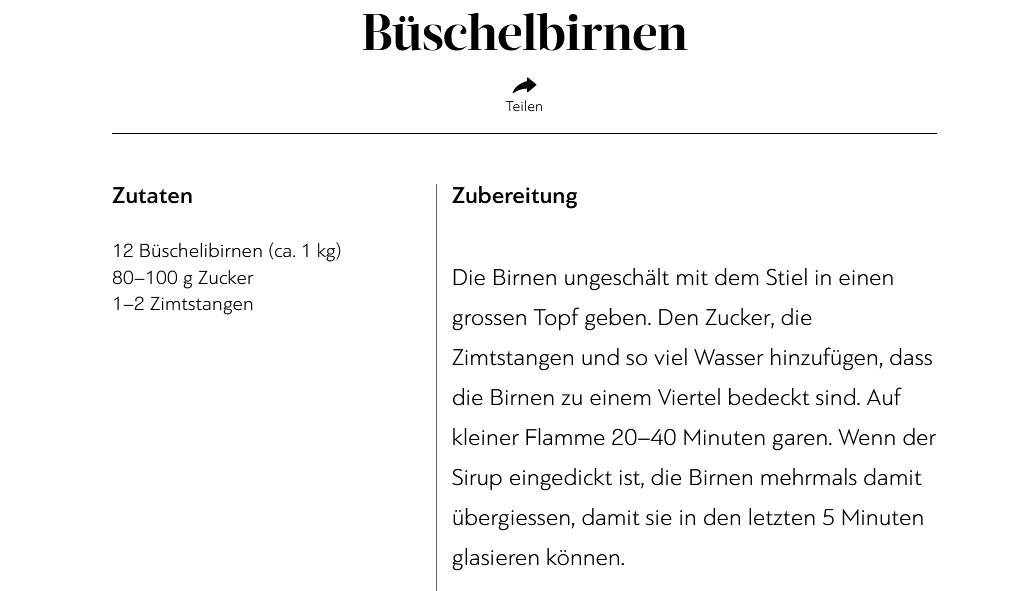 Büschelbirnen
Teilen
Zutaten
12 Büschelibirnen (ca. 1 kg)
80–100 g Zucker
1–2 Zimtstangen
Zubereitung
Die Birnen ungeschält mit dem Stiel in einen
grossen Topf geben. Den Zucker, die
Zimtstangen und so viel Wasser hinzufügen, dass
die Birnen zu einem Viertel bedeckt sind. Auf
kleiner Flamme 20–40 Minuten garen. Wenn der
Sirup eingedickt ist, die Birnen mehrmals damit
übergiessen, damit sie in den letzten 5 Minuten
glasieren können.